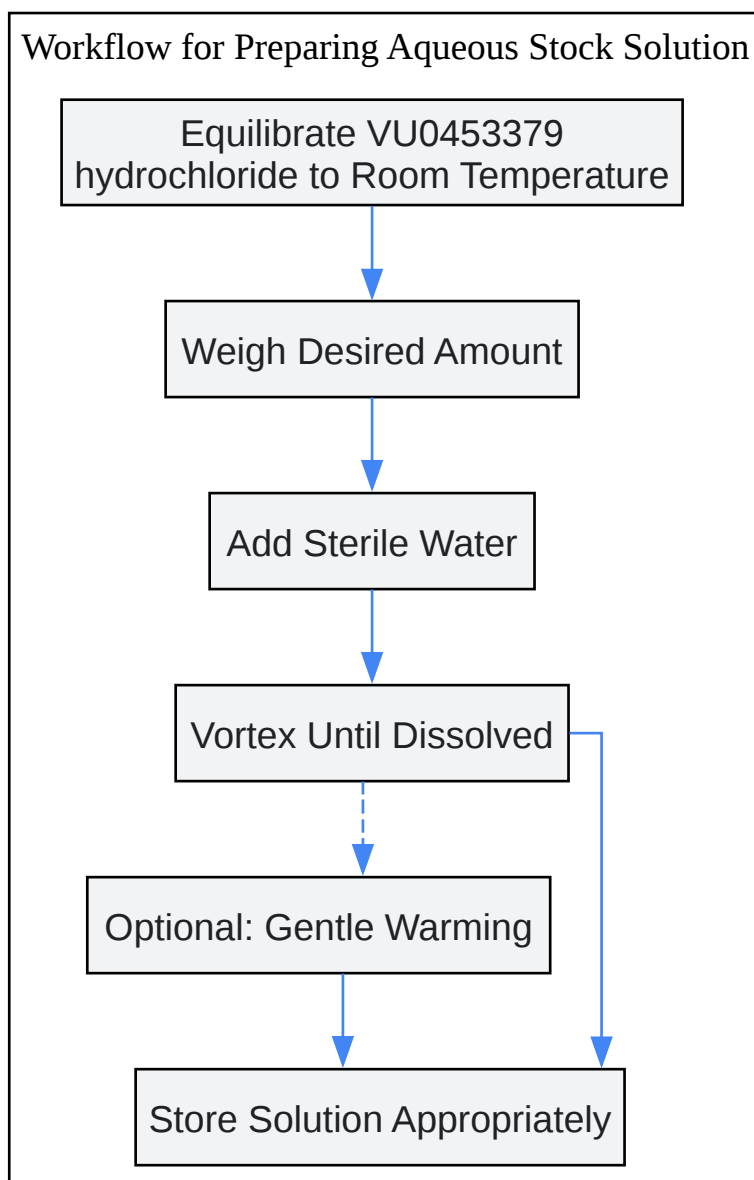 Workflow for Preparing Aqueous Stock Solution
Equilibrate VU0453379
hydrochloride to Room Temperature
Weigh Desired Amount
Add Sterile Water
Vortex Until Dissolved
Optional: Gentle Warming
Store Solution Appropriately